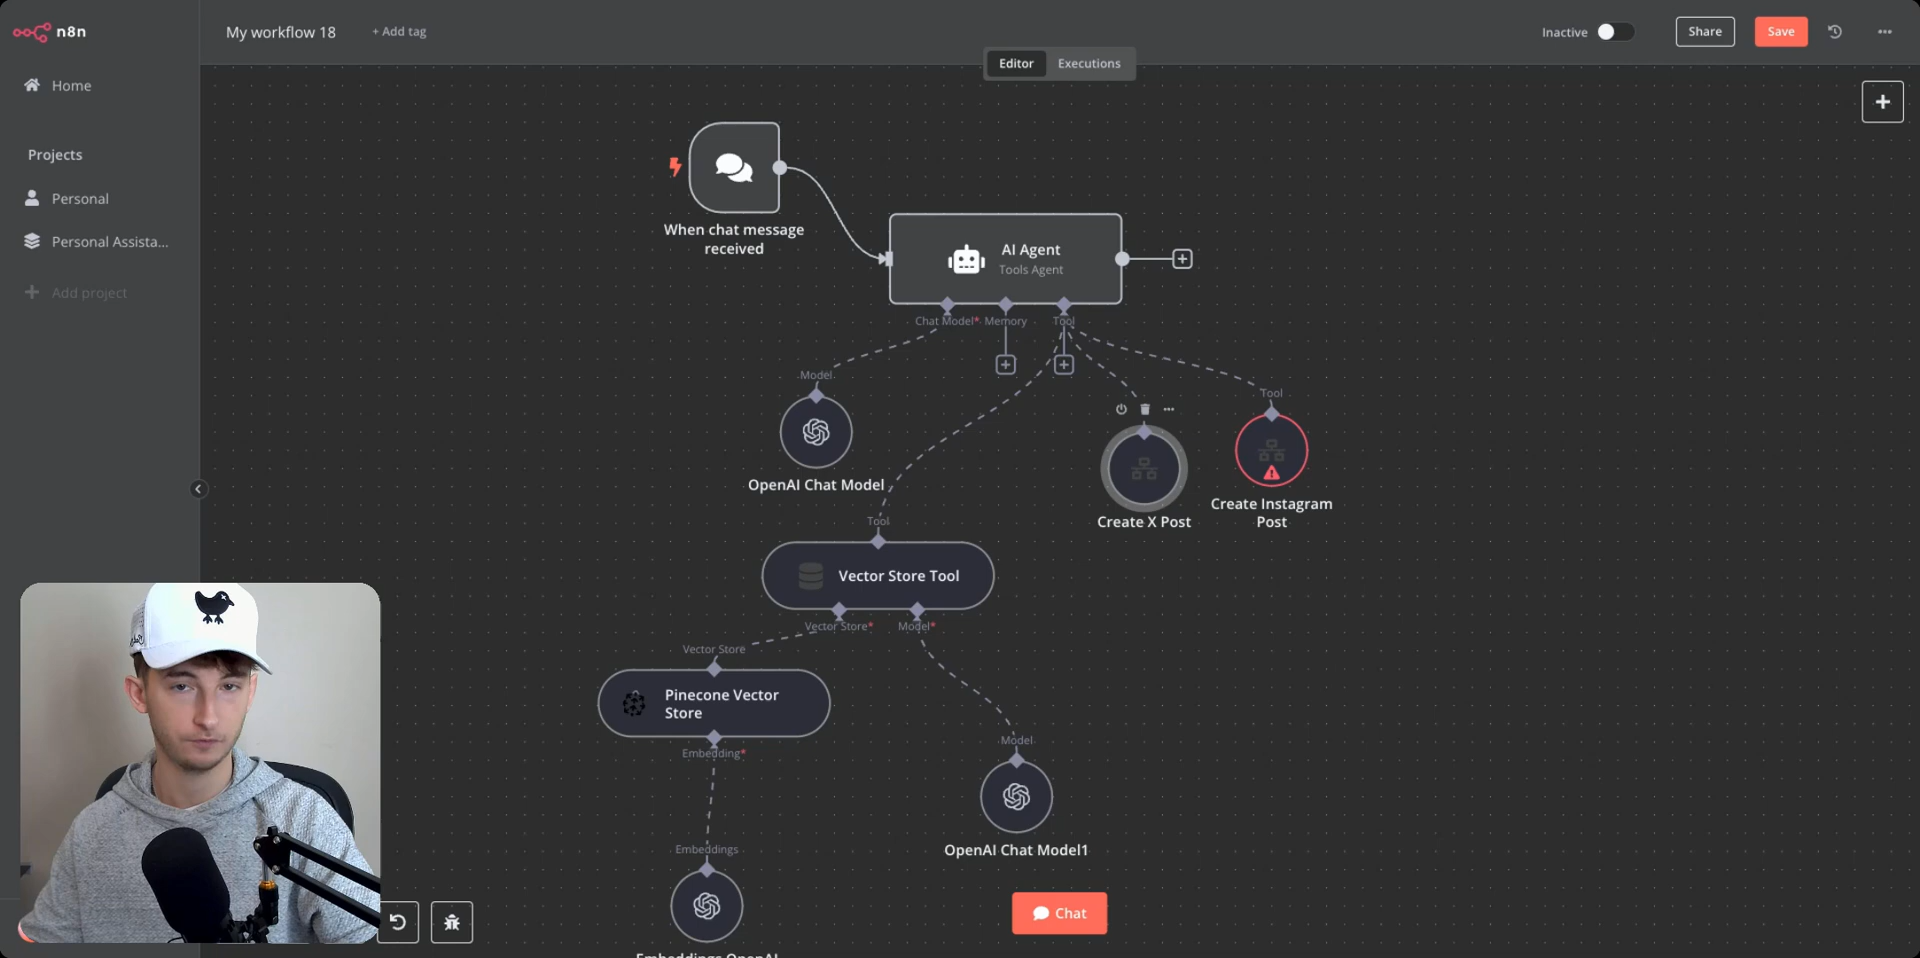 n8n
My workflow 18
+ Add tag
Inactive
Share
Save
Editor
Executions
Home
Projects
Personal
Personal Assista...
Add project
When chat message
received
AI Agent
Tools Agent
Chat Model*
Memory
Tool
Model
OpenAI Chat Model
Tool
Create X Post
Create Instagram
Post
Tool
Vector Store Tool
Vector Store*
Model*
Vector Store
Pinecone Vector
Store
Embedding*
Model
OpenAI Chat Model1
Embeddings
Embeddings OpenAI
Chat